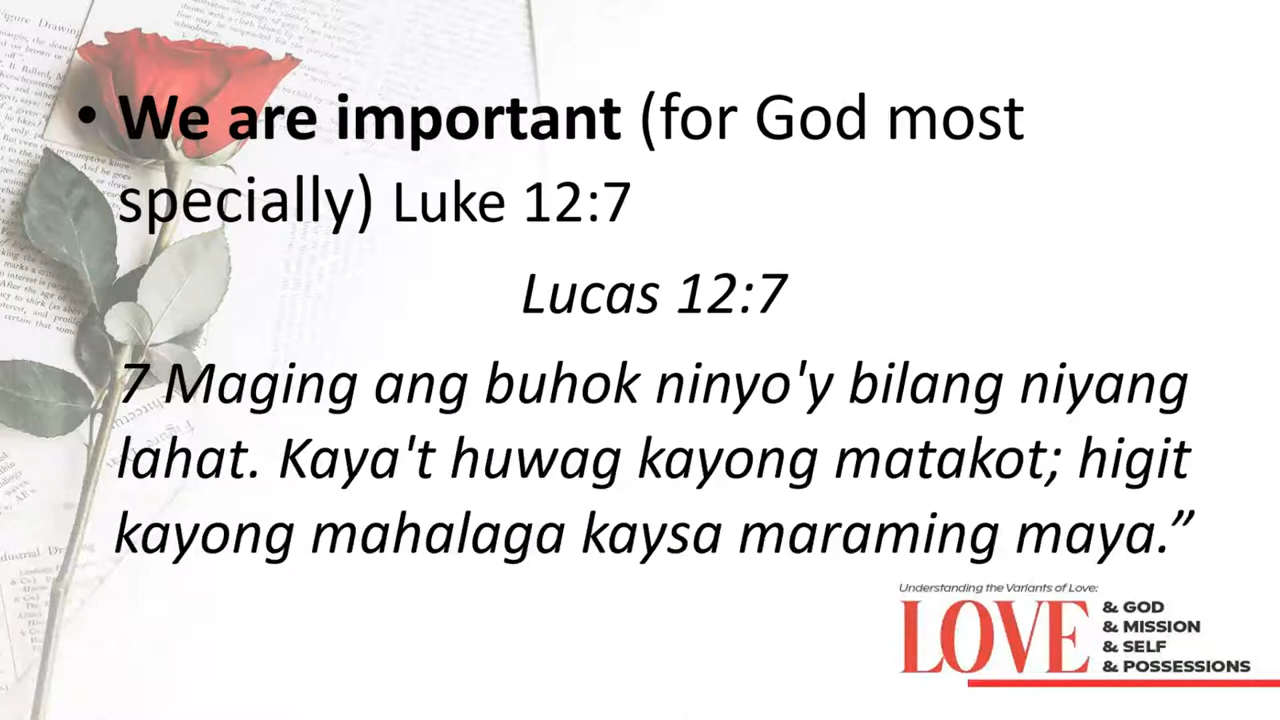 • We are important (for God most
specially) Luke 12:7
Lucas 12:7
7 Maging ang buhok ninyo'y bilang niyang
lahat. Kaya't huwag kayong matakot; higit
kayong mahalaga kaysa maraming maya.”
Understanding the Variants of Love:
LOVE
& GOD
& MISSION
& SELF
& POSSESSIONS